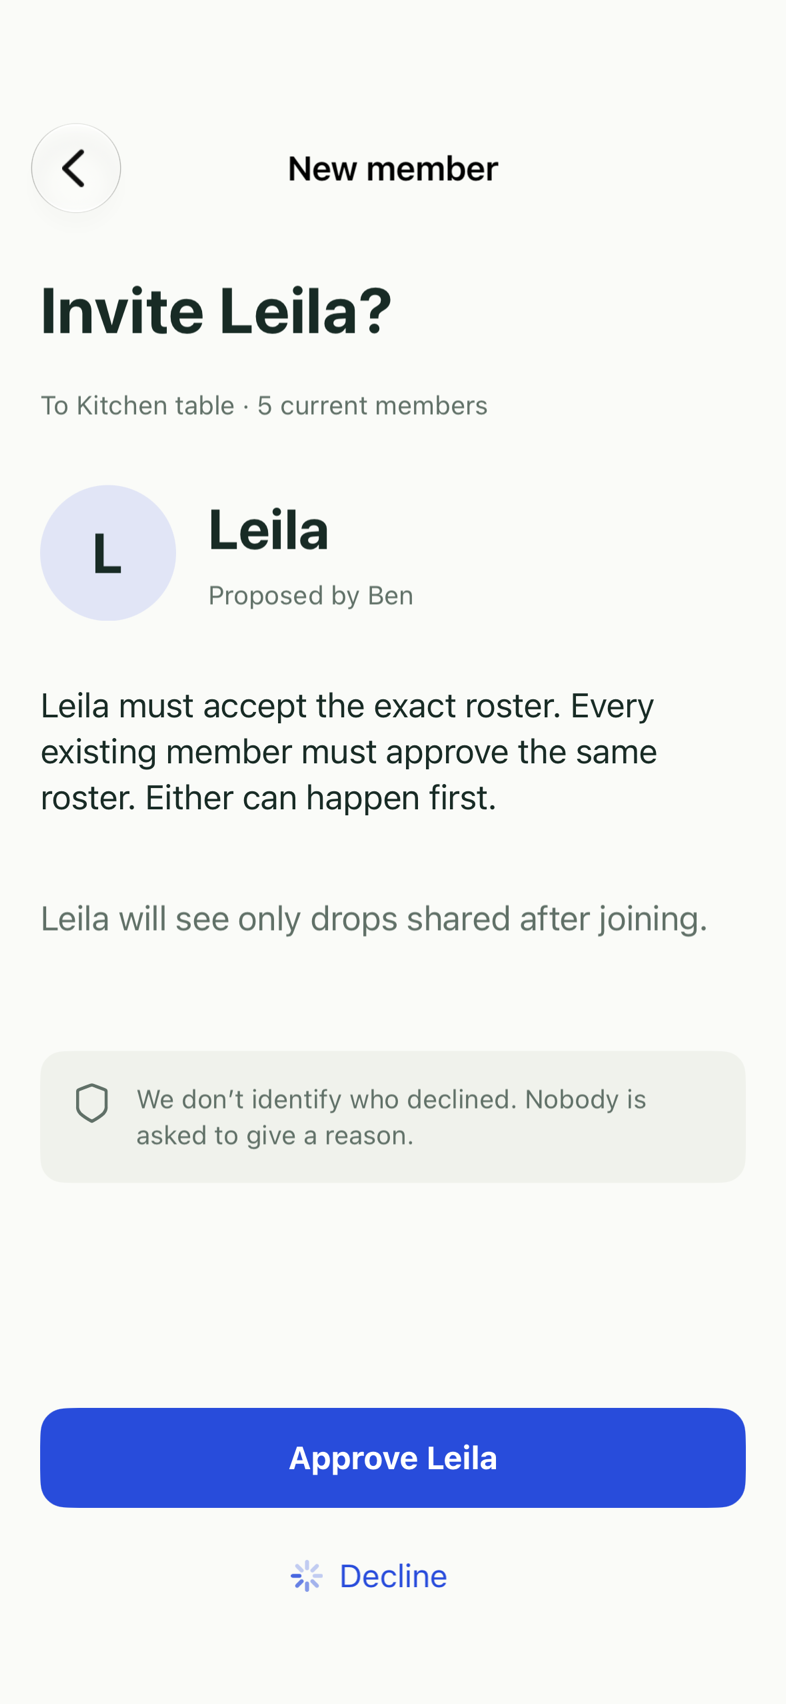 New member
Invite Leila?
To Kitchen table · 5 current members
L
Leila
Proposed by Ben
Leila must accept the exact roster. Every
existing member must approve the same
roster. Either can happen first.
Leila will see only drops shared after joining.
We don’t identify who declined. Nobody is
asked to give a reason.
Approve Leila
Decline